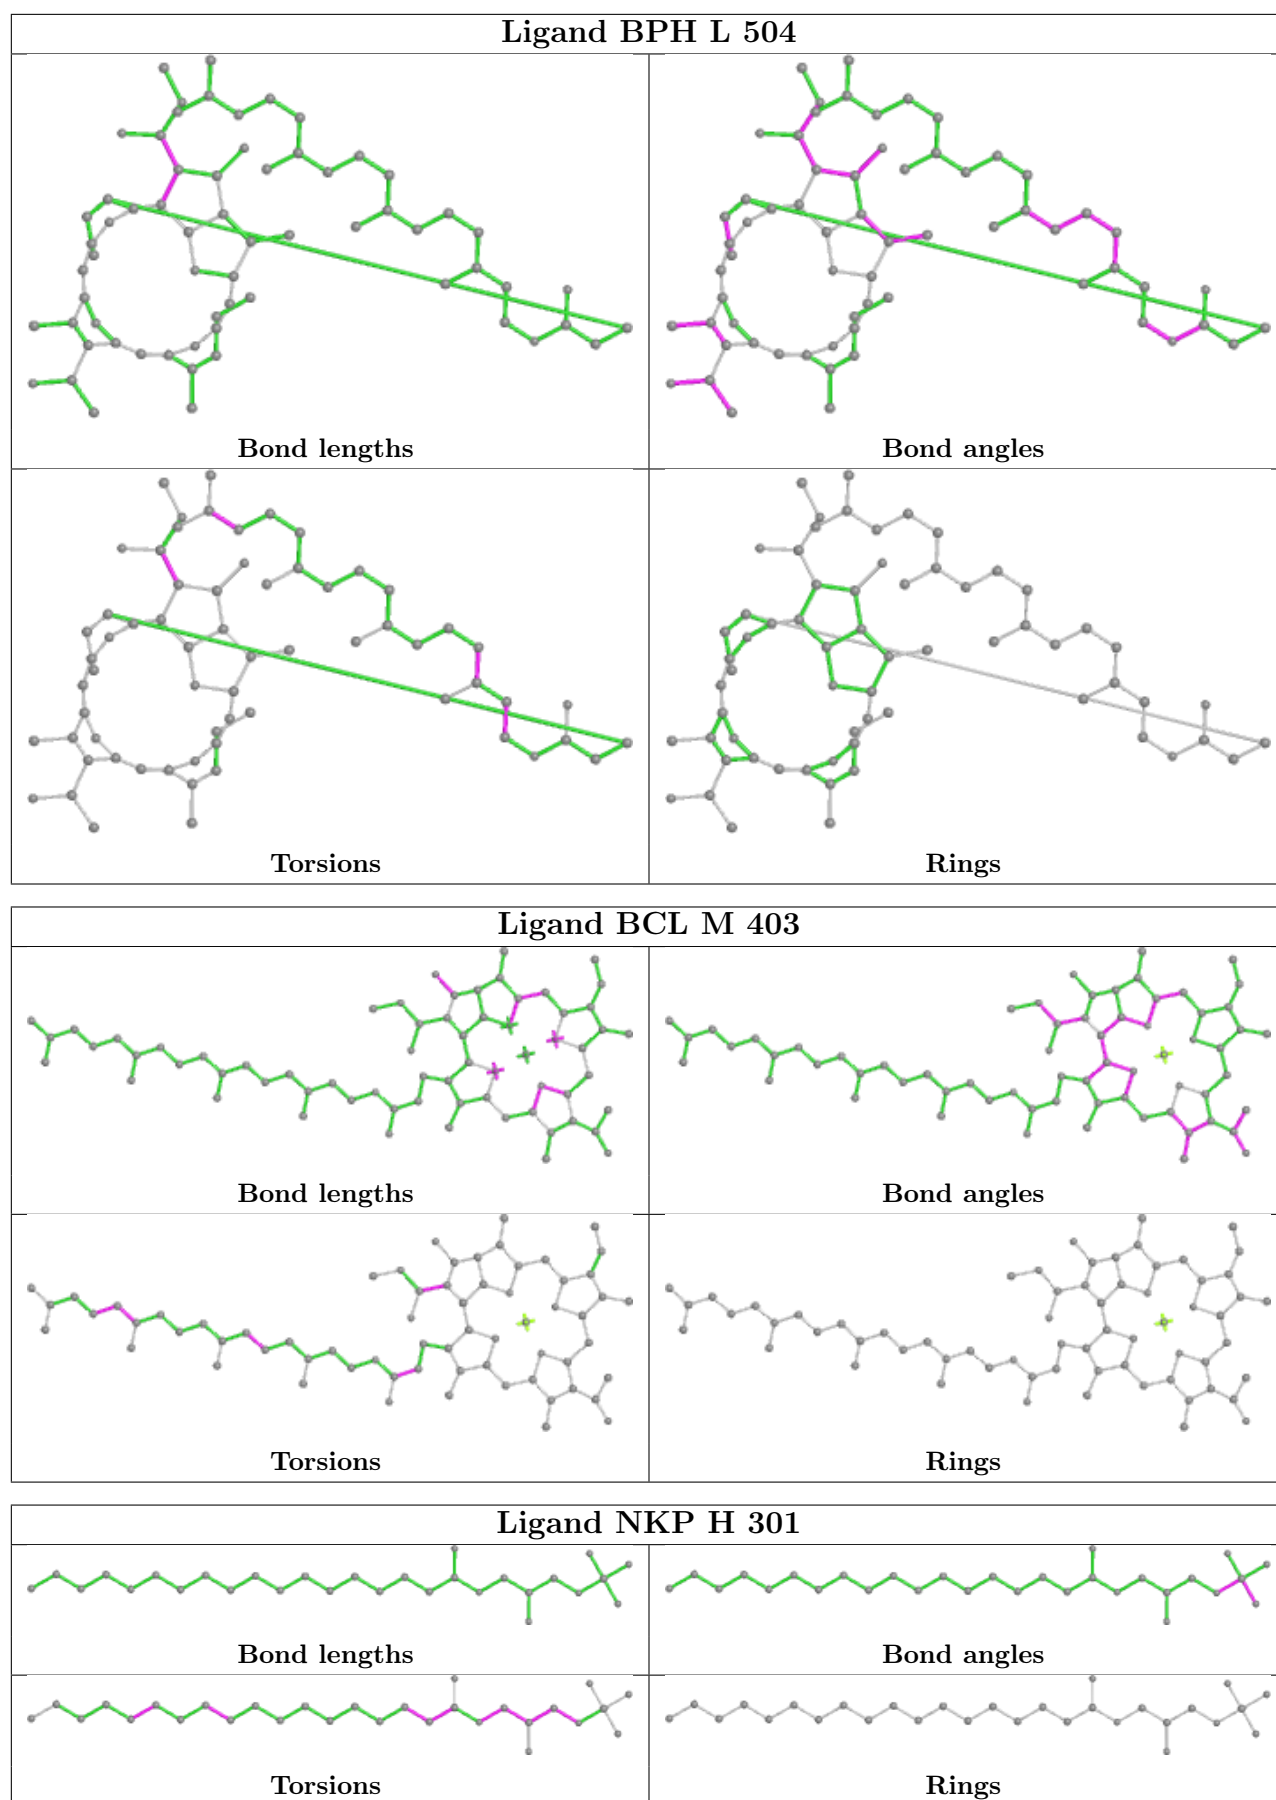 Ligand BPH L 504
Bond lengths
Bond angles
Torsions
Rings
Ligand BCL M 403
Bond lengths
Bond angles
Torsions
Rings
Ligand NKP H 301
Bond lengths
Bond angles
Torsions
Rings